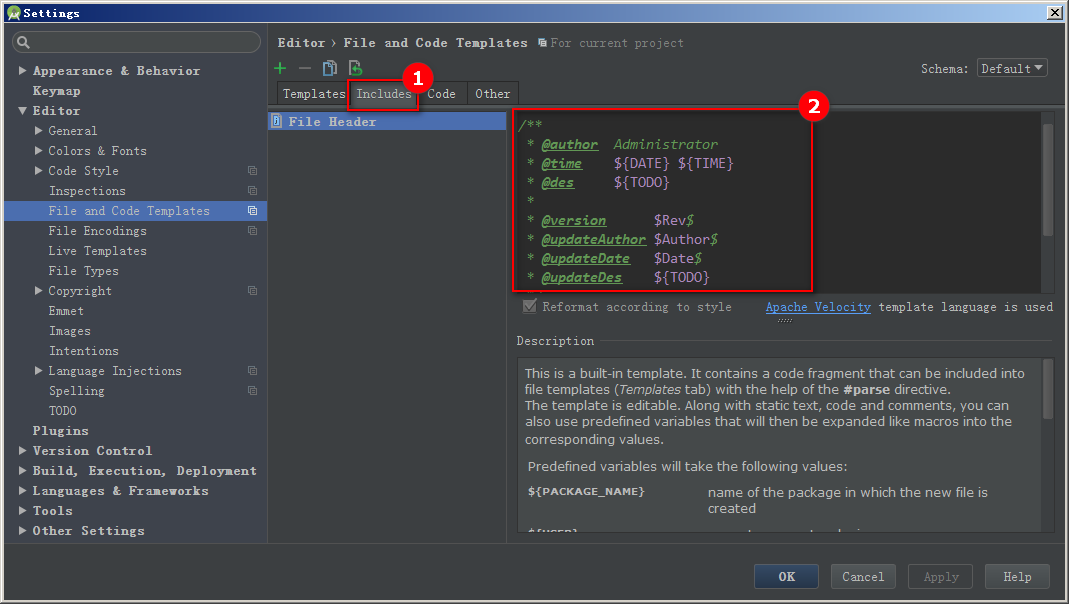 Settings
Editor › File and Code Templates For current project
Schema: Default
Templates Includes Code Other
1
2
Appearance & Behavior
Keymap
Editor
General
Colors & Fonts
Code Style
Inspections
File and Code Templates
File Encodings
Live Templates
File Types
Copyright
Emmet
Images
Intentions
Language Injections
Spelling
TODO
Plugins
Version Control
Build, Execution, Deployment
Languages & Frameworks
Tools
Other Settings
File Header
/**
* @author Administrator
* @time ${DATE} ${TIME}
* @des ${TODO}
*
* @version $Rev$
* @updateAuthor $Author$
* @updateDate $Date$
* @updateDes ${TODO}
Reformat according to style
Apache Velocity template language is used
Description
This is a built-in template. It contains a code fragment that can be included into
file templates (Templates tab) with the help of the #parse directive.
The template is editable. Along with static text, code and comments, you can
also use predefined variables that will then be expanded like macros into the
corresponding values.
Predefined variables will take the following values:
${PACKAGE_NAME} name of the package in which the new file is
created
OK Cancel Apply Help